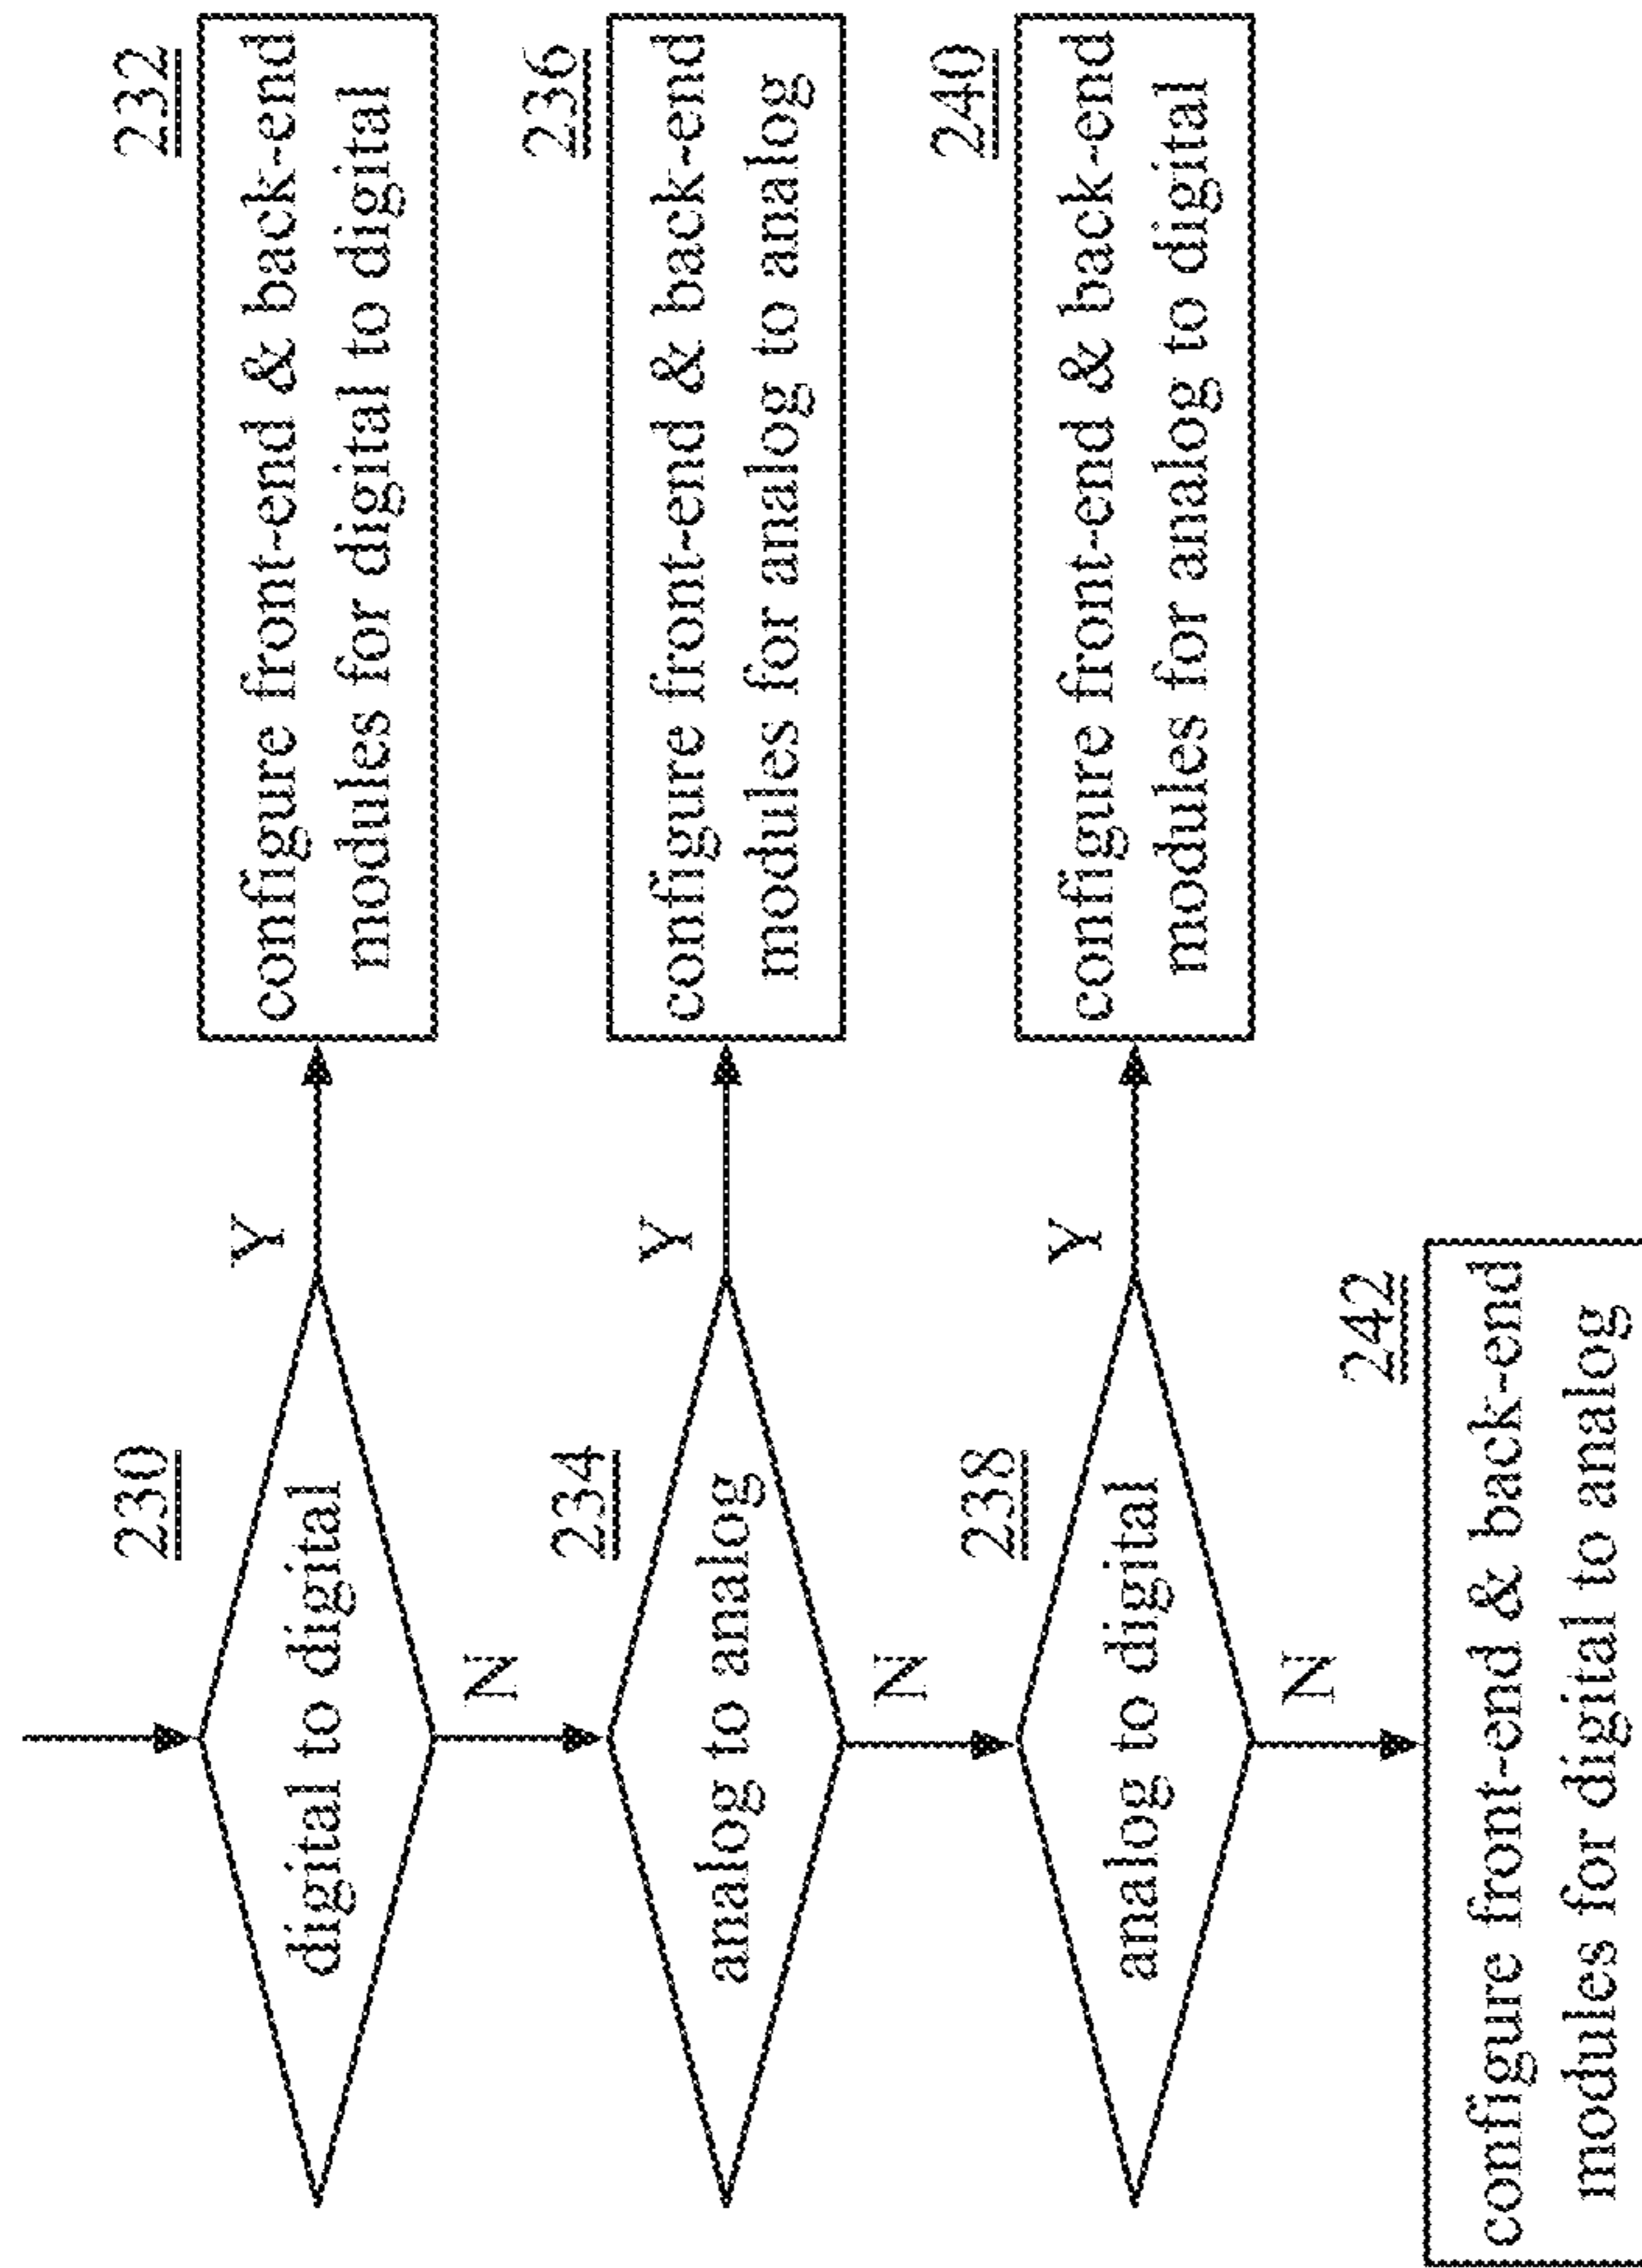 230
digital to digital
Y
232
configure front-end & back-end
modules for digital to digital
N
234
analog to analog
Y
236
configure front-end & back-end
modules for analog to analog
N
238
analog to digital
Y
240
configure front-end & back-end
modules for analog to digital
N
242
configure front-end & back-end
modules for digital to analog